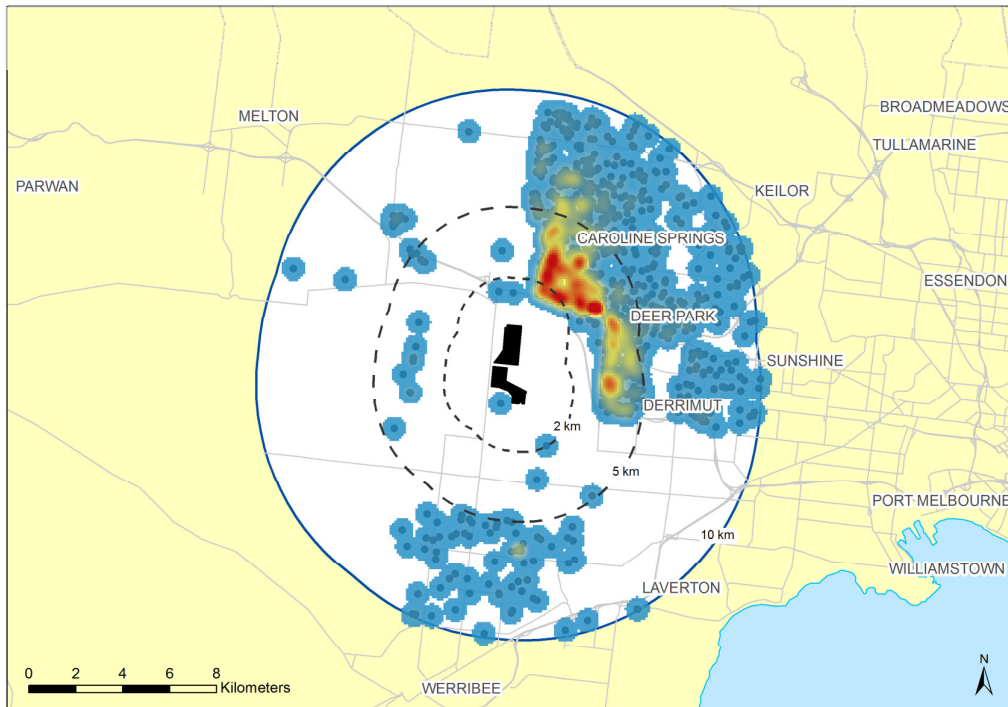 BROADMEADOWS
MELTON
TULLAMARINE
PARWAN
KEILOR
CAROLINE SPRINGS
ESSENDON
DEER PARK
SUNSHINE
DERRIMUT
2 km
5 km
PORT MELBOURNE
10 km
WILLIAMSTOWN
LAVERTON
0 2 4 6 8
Kilometers
WERRIBEE
N